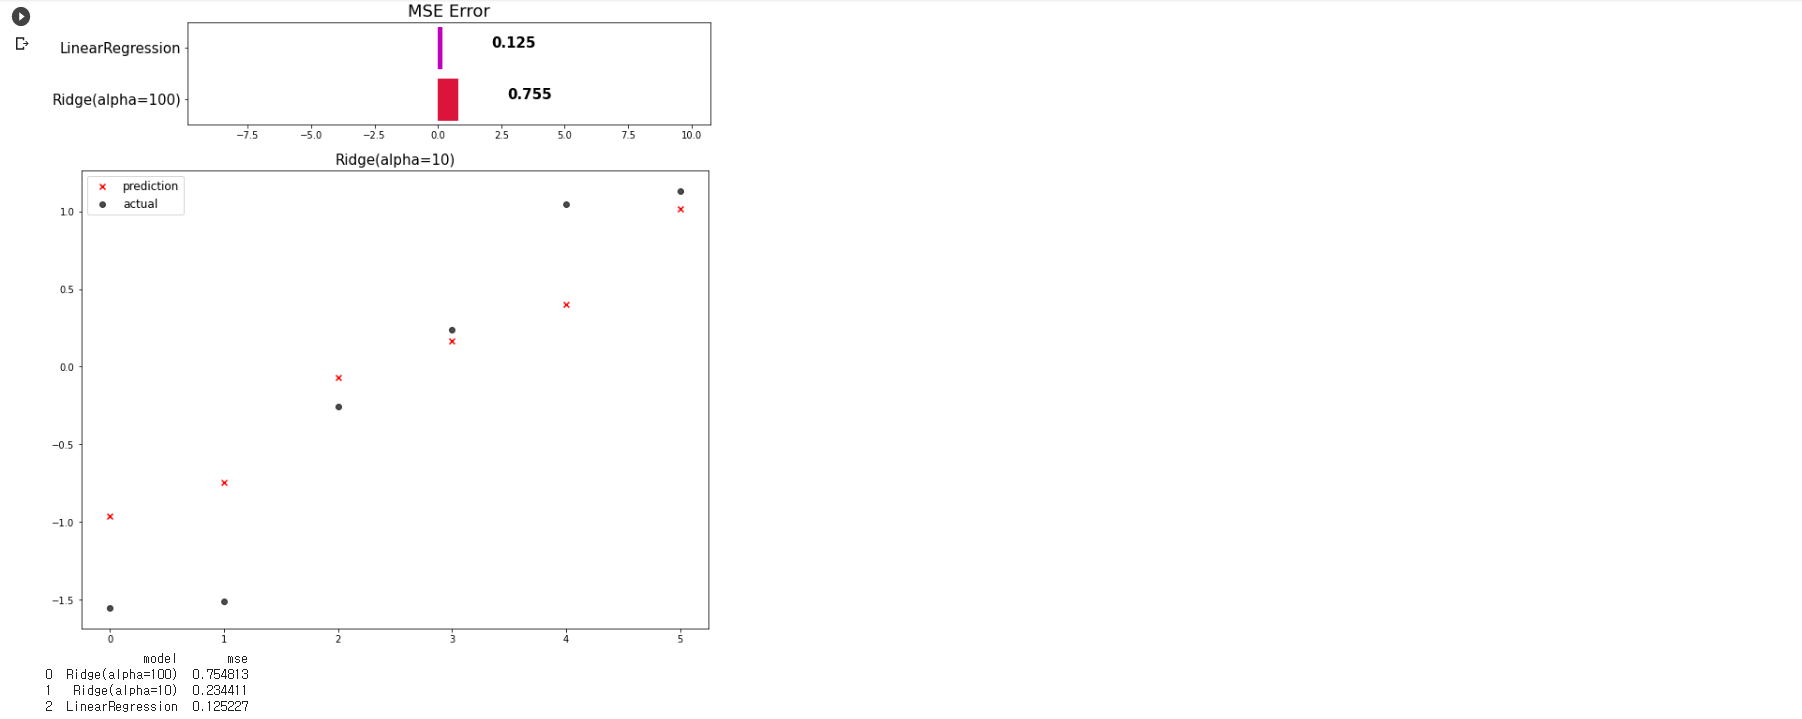 MSE Error
LinearRegression
0.125
Ridge(alpha=100)
0.755
−7.5 −5.0 −2.5 0.0 2.5 5.0 7.5 10.0
Ridge(alpha=10)
prediction
actual
1.0
0.5
0.0
−0.5
−1.0
−1.5
0 1 2 3 4 5
model mse
0 Ridge(alpha=100) 0.754813
1 Ridge(alpha=10) 0.234411
2 LinearRegression 0.125227